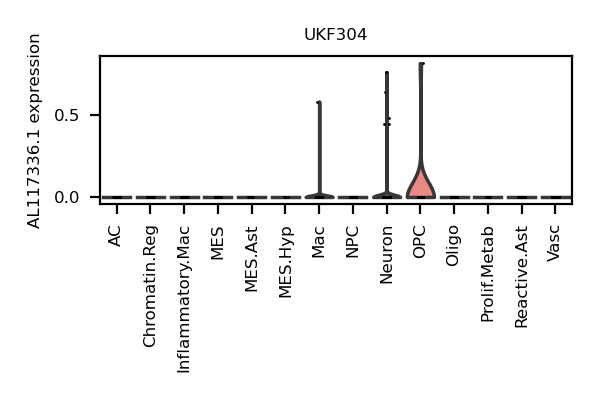 UKF304
AL117336.1 expression
0.5
0.0
AC
Chromatin.Reg
Inflammatory.Mac
MES
MES.Ast
MES.Hyp
Mac
NPC
Neuron
OPC
Oligo
Prolif.Metab
Reactive.Ast
Vasc